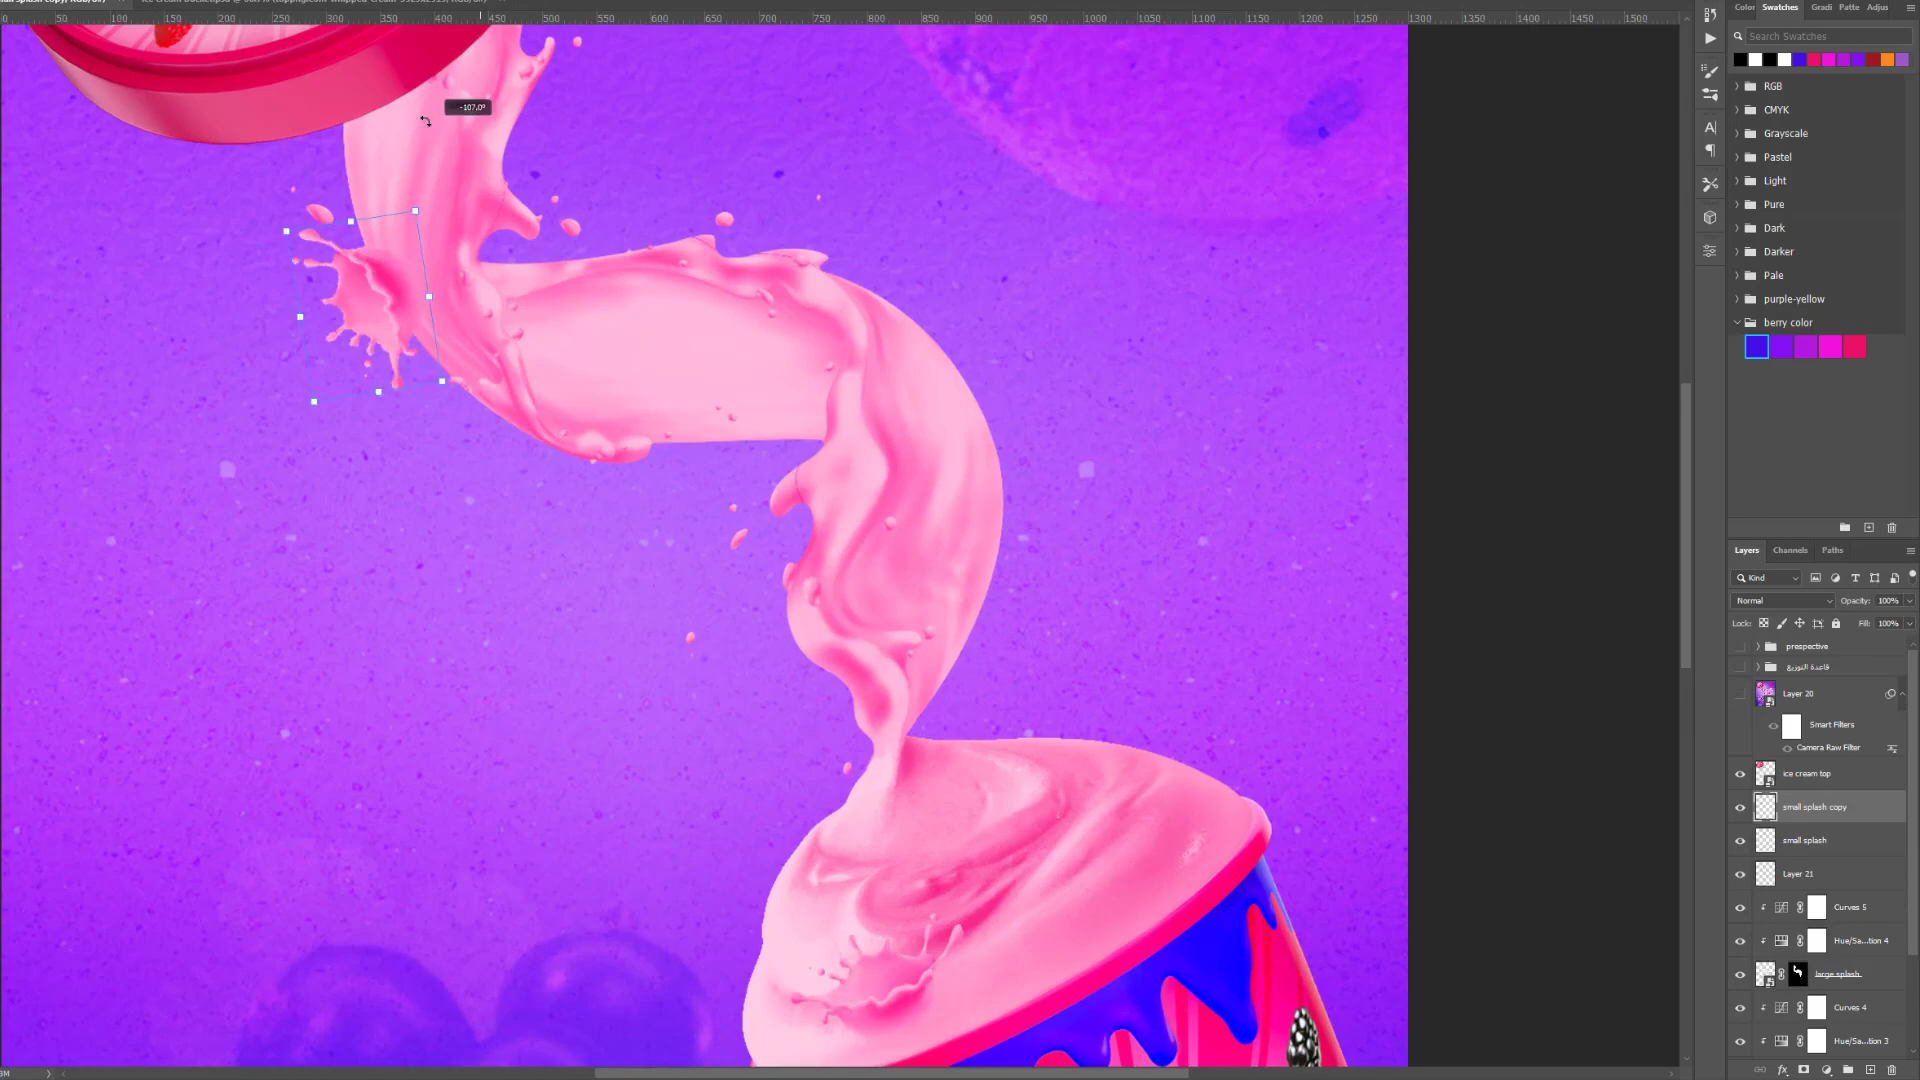 Color Swatches Gradi Patte Adjus
0 50 100 150 200 250 300 350 400 450 500 550 600 650 700 750 800 850 900 950 1000 1050 1100 1150 1200 1250 1300 1350 1400 1450 1500
Search Swatches
RGB
-107.0°
CMYK
Grayscale
Pastel
Light
Pure
Dark
Darker
Pale
purple-yellow
berry color
Layers Channels Paths
Kind
Normal Opacity: 100%
Lock: Fill: 100%
prespective
قاعدة التوزيع
Layer 20
Smart Filters
Camera Raw Filter
ice cream top
small splash copy
small splash
Layer 21
Curves 5
Hue/Sa...tion 4
large splash
Curves 4
Hue/Sa...tion 3